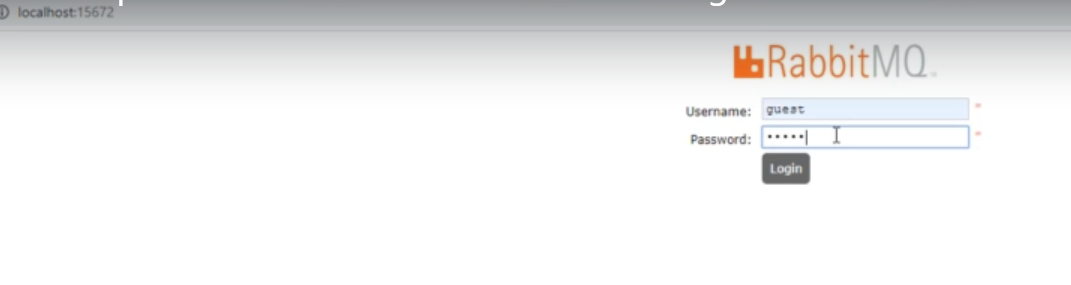 localhost:15672
RabbitMQ
Username: guest *
Password: ••••• *
Login